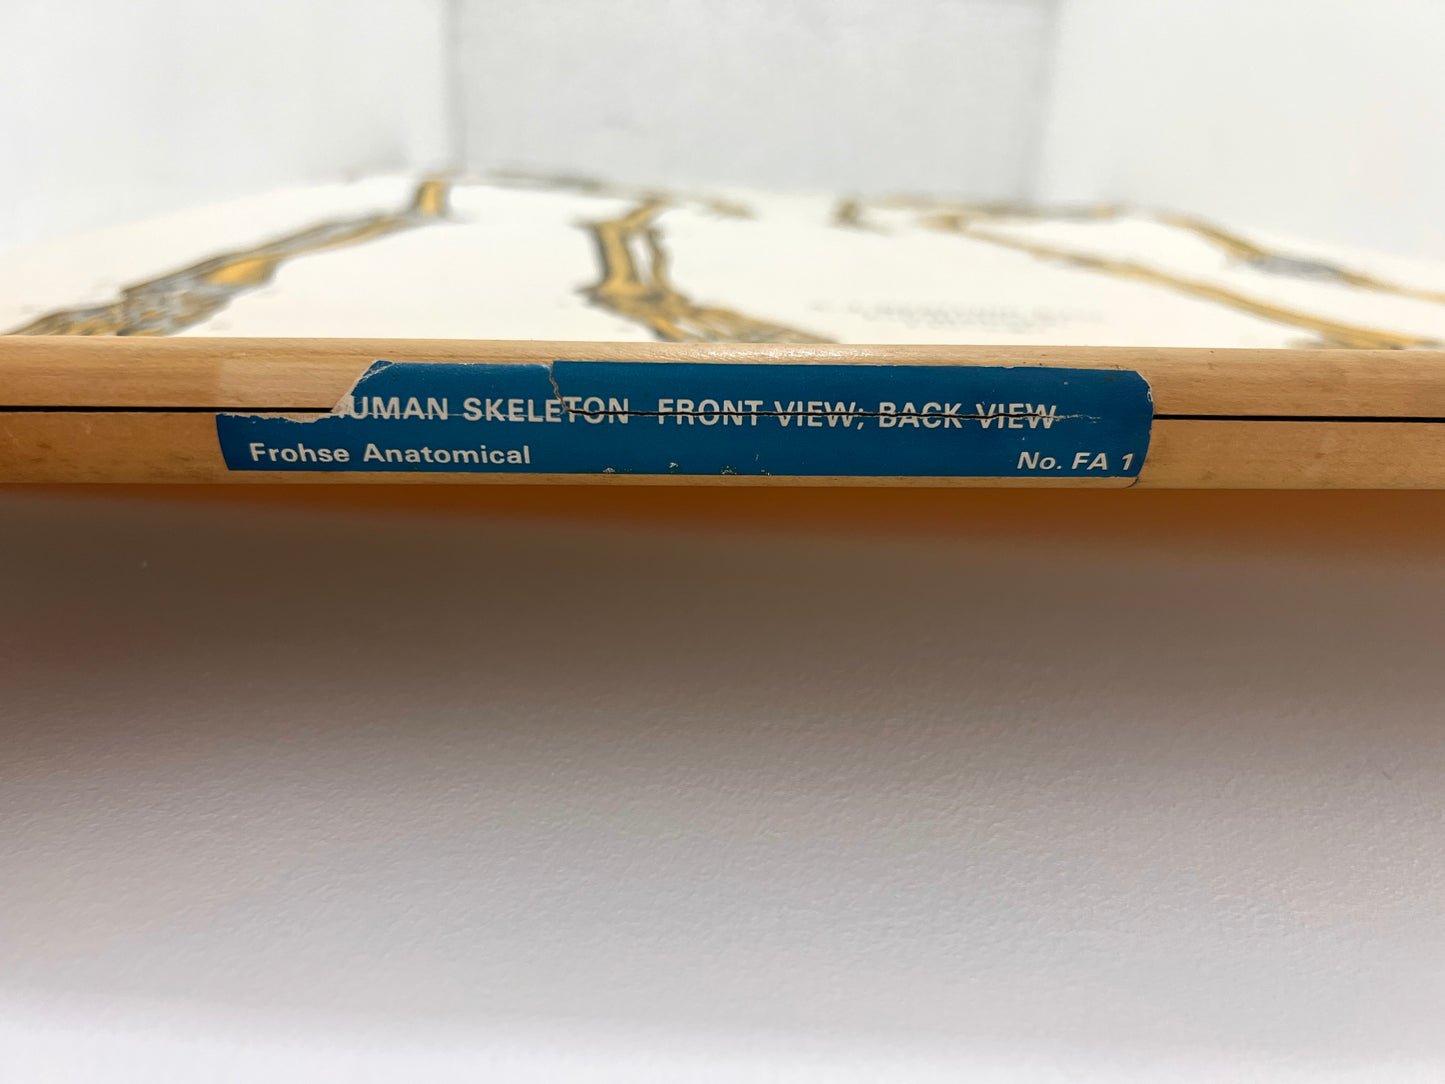 UMAN SKELETON FRONT VIEW; BACK VIEW
Frohse Anatomical No. FA 1